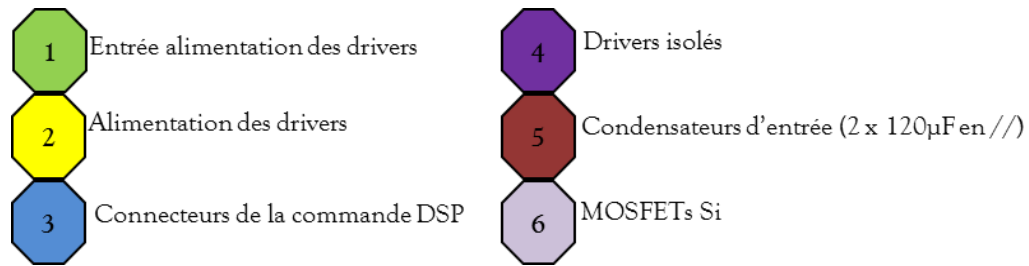 1 Entrée alimentation des drivers
2 Alimentation des drivers
3 Connecteurs de la commande DSP
4 Drivers isolés
5 Condensateurs d'entrée (2 x 120µF en //)
6 MOSFETs Si